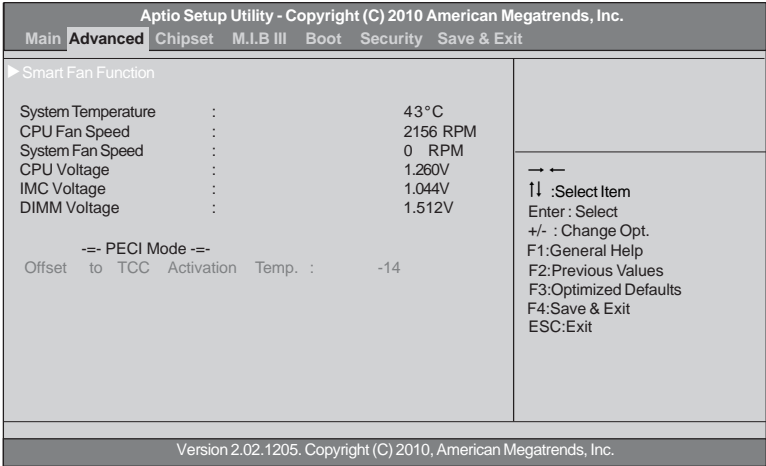 Aptio Setup Utility - Copyright (C) 2010 American Megatrends, Inc.
Main Advanced Chipset M.I.B III Boot Security Save & Exit
▶ Smart Fan Function
System Temperature : 43°C
CPU Fan Speed : 2156 RPM
System Fan Speed : 0 RPM
CPU Voltage : 1.260V
IMC Voltage : 1.044V
DIMM Voltage : 1.512V
-=- PECI Mode -=-
Offset to TCC Activation Temp. : -14
→ ←
↑↓ :Select Item
Enter : Select
+/- : Change Opt.
F1:General Help
F2:Previous Values
F3:Optimized Defaults
F4:Save & Exit
ESC:Exit
Version 2.02.1205. Copyright (C) 2010, American Megatrends, Inc.